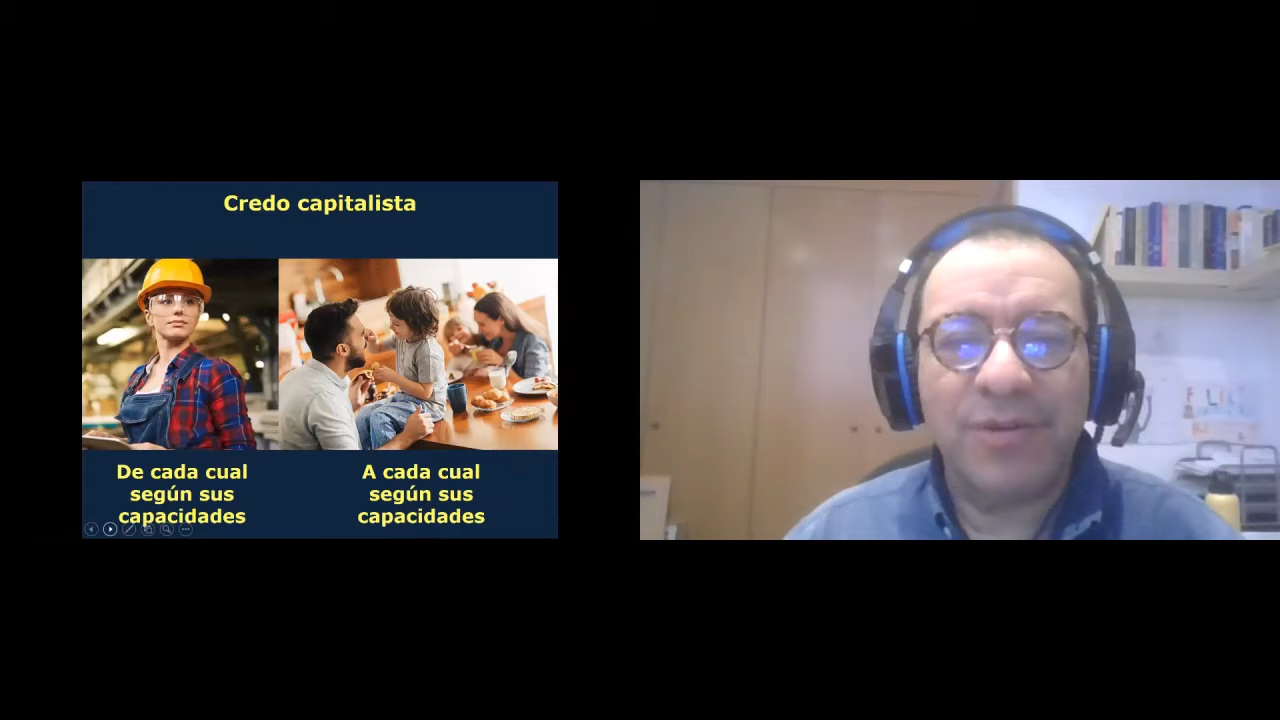 Credo capitalista
De cada cual
según sus
capacidades
A cada cual
según sus
capacidades